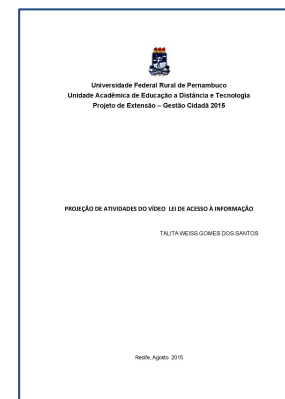 Universidade Federal Rural de Pernambuco
Unidade Acadêmica de Educação a Distância e Tecnologia
Projeto de Extensão – Gestão Cidadã 2015
PROJEÇÃO DE ATIVIDADES DO VÍDEO LEI DE ACESSO À INFORMAÇÃO
TALITA WEISS GOMES DOS SANTOS
Recife, Agosto 2015